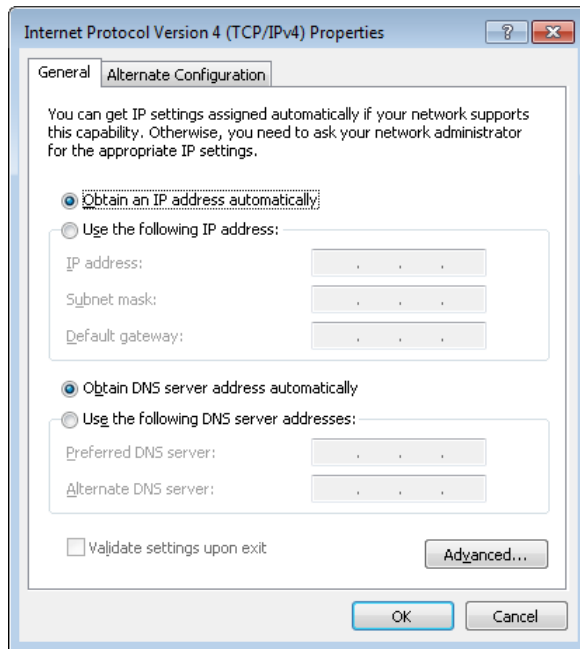 Internet Protocol Version 4 (TCP/IPv4) Properties
?
General
Alternate Configuration
You can get IP settings assigned automatically if your network supports
this capability. Otherwise, you need to ask your network administrator
for the appropriate IP settings.
Obtain an IP address automatically
Use the following IP address:
IP address:
. . .
Subnet mask:
. . .
Default gateway:
. . .
Obtain DNS server address automatically
Use the following DNS server addresses:
Preferred DNS server:
. . .
Alternate DNS server:
. . .
Validate settings upon exit
Advanced...
OK
Cancel